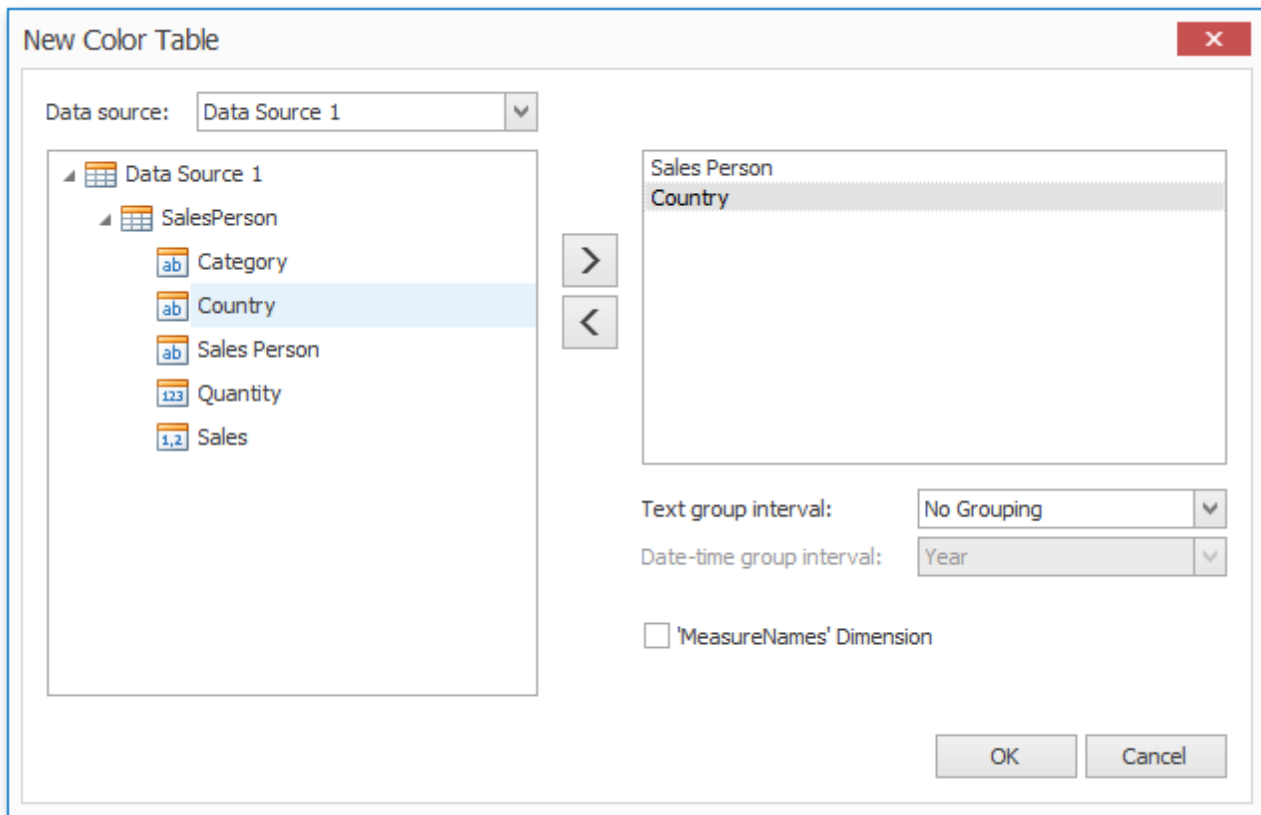 New Color Table
Data source: Data Source 1
Data Source 1
SalesPerson
ab Category
ab Country
ab Sales Person
123 Quantity
1,2 Sales
Sales Person
Country
Text group interval: No Grouping
Date-time group interval: Year
'MeasureNames' Dimension
OK Cancel